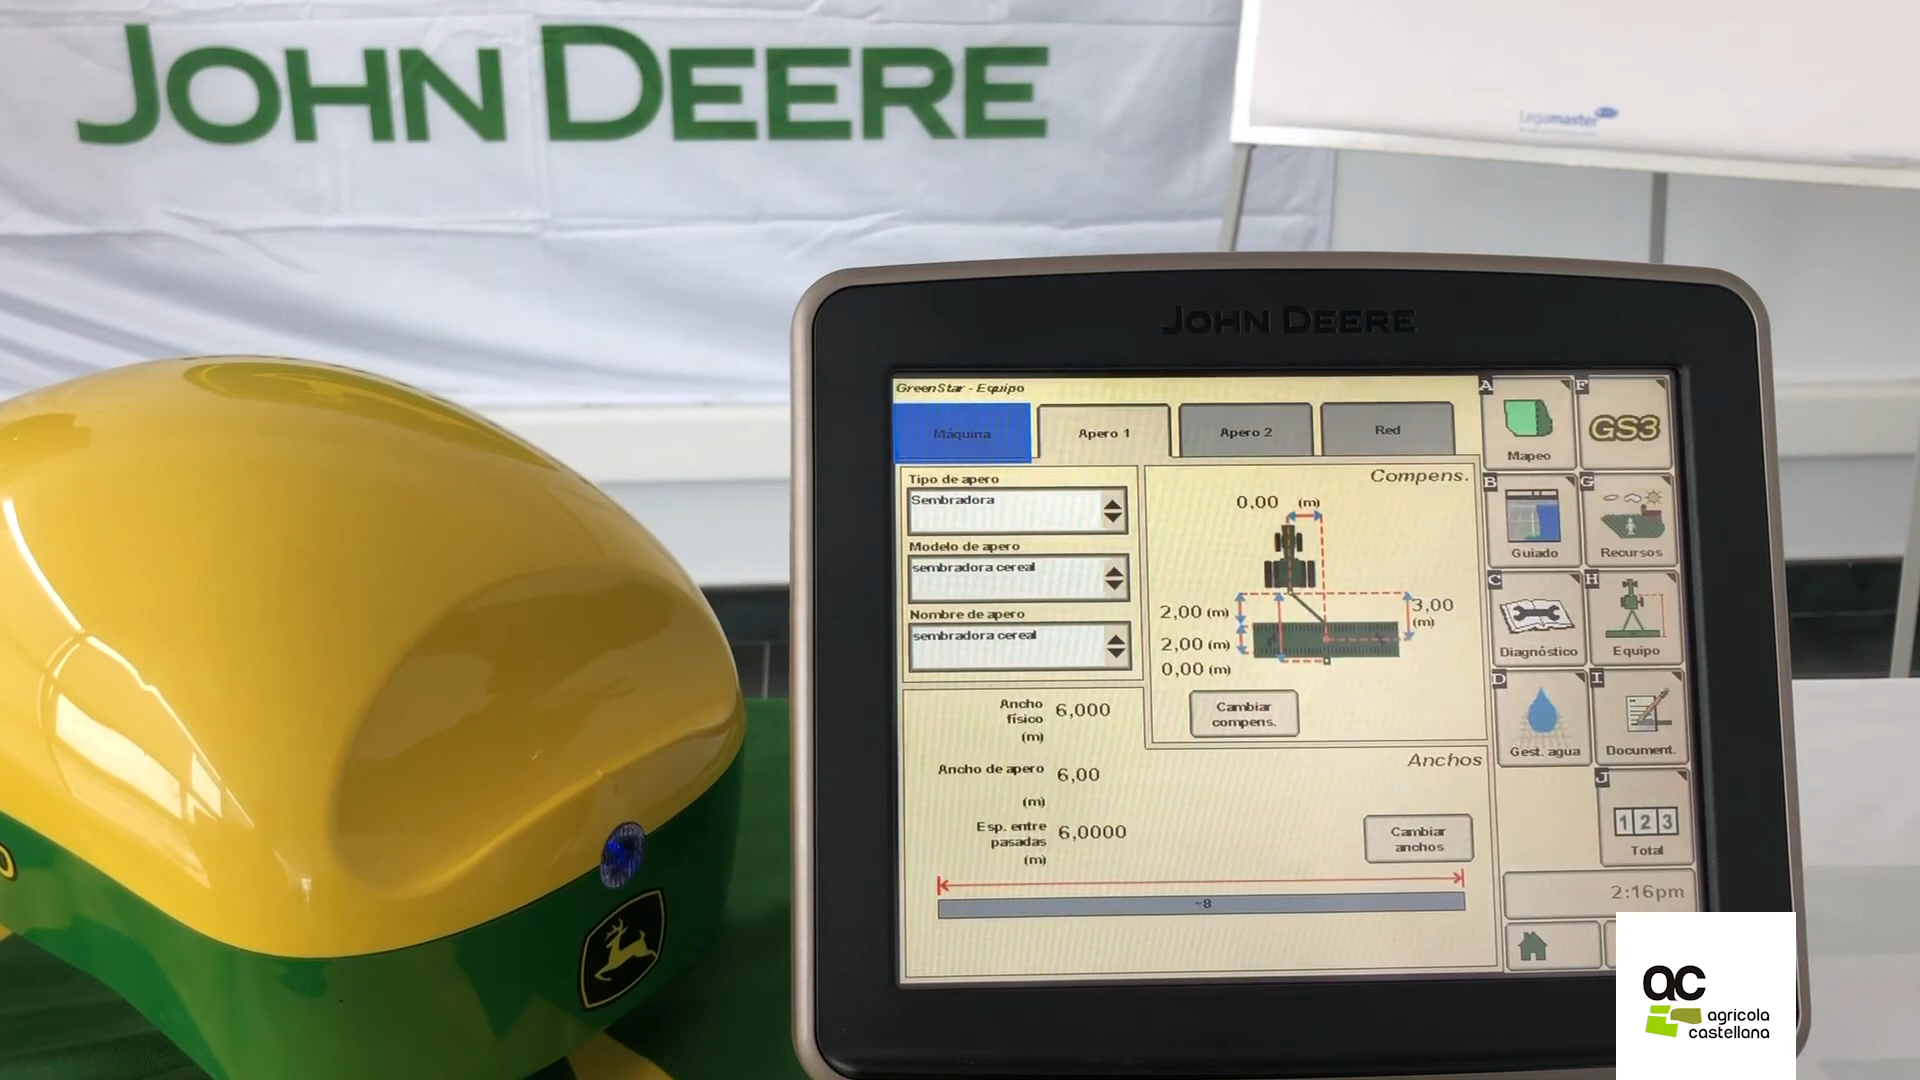 JOHN DEERE
Legamaster
JOHN DEERE
GreenStar - Equipo
Máquina
Apero 1
Apero 2
Red
Tipo de apero
Sembradora
Modelo de apero
sembradora cereal
Nombre de apero
sembradora cereal
Compens.
0,00 (m)
2,00 (m)
3,00
(m)
2,00 (m)
0,00 (m)
Cambiar
compens.
Ancho
físico
(m)
6,000
Ancho de apero
(m)
6,00
Esp. entre
pasadas
(m)
6,0000
Anchos
Cambiar
anchos
~8
A
Mapeo
F
GS3
B
Guiado
G
Recursos
C
Diagnóstico
H
Equipo
D
Gest. agua
I
Document.
J
1 2 3
Total
2:16pm
ac
agricola
castellana